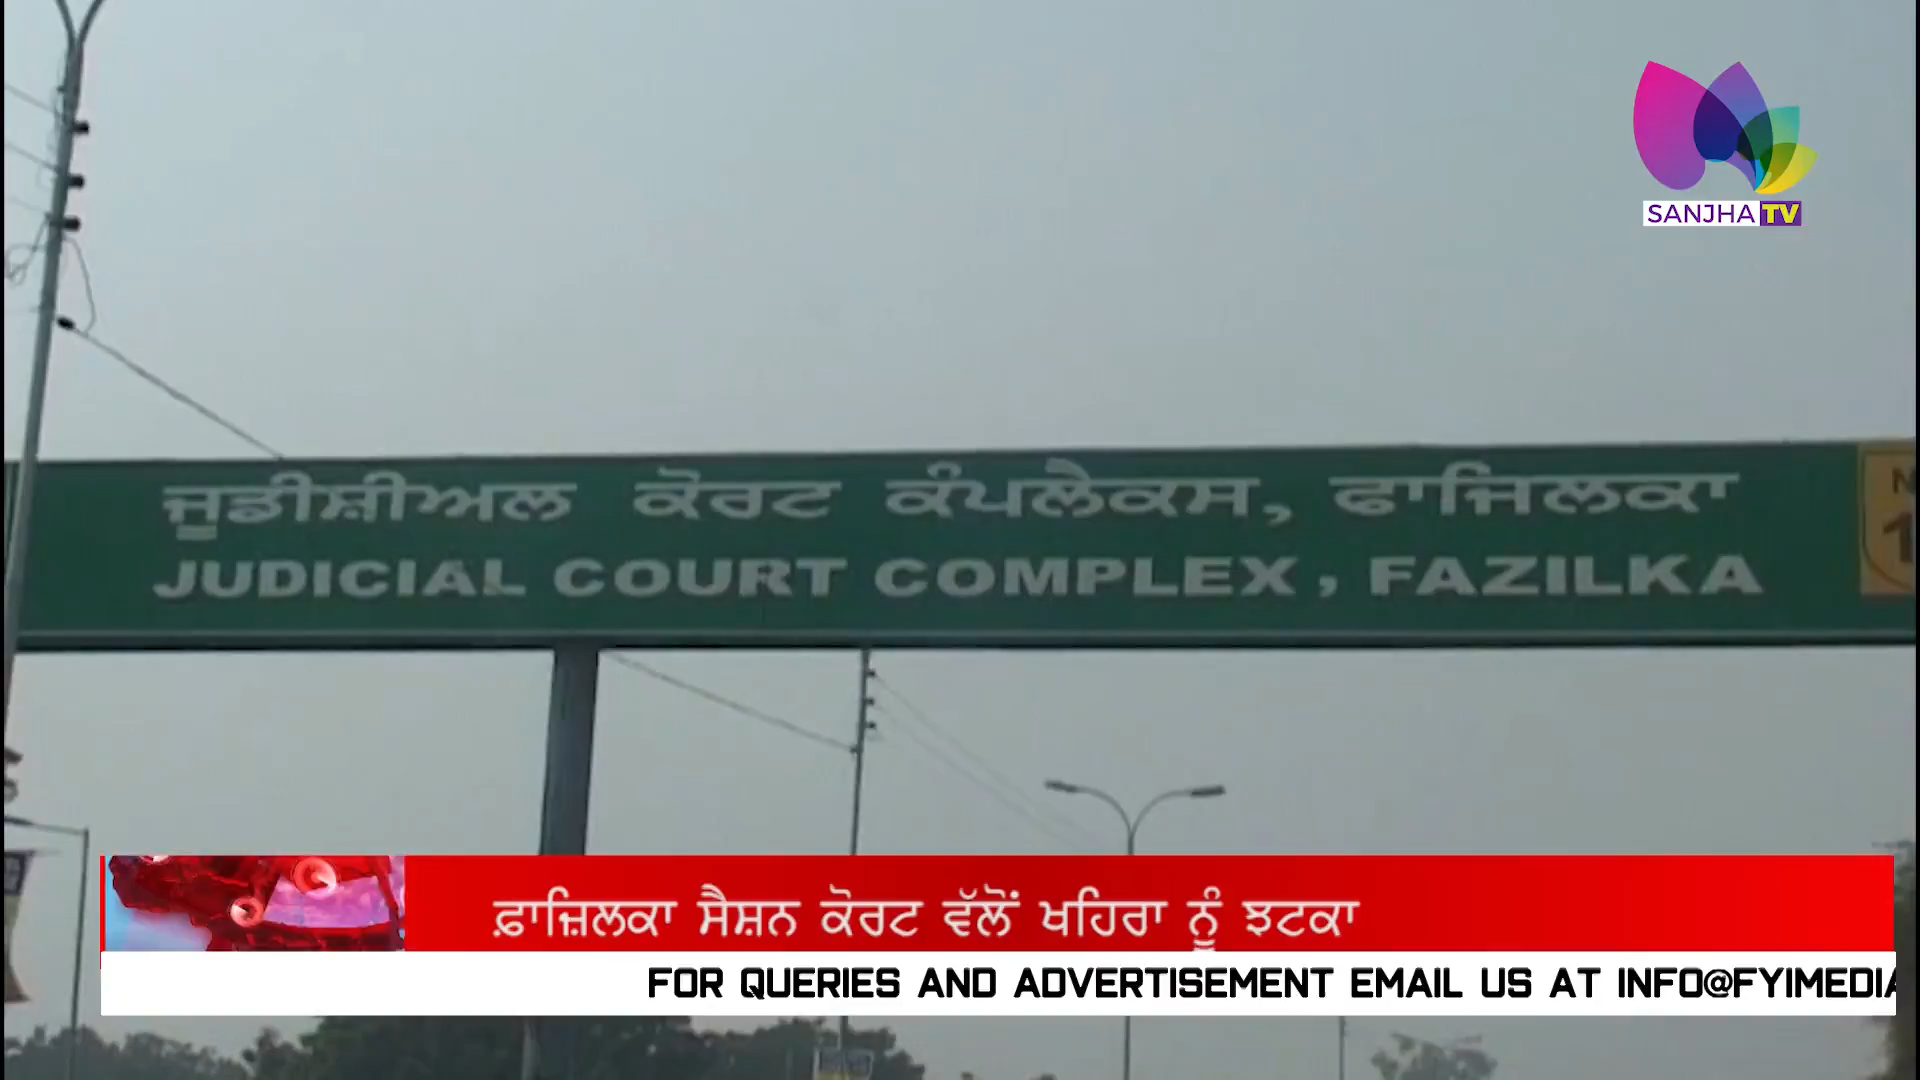 SANJHA TV
ਜੂਡੀਸ਼ੀਅਲ ਕੋਰਟ ਕੰਪਲੈਕਸ, ਫਾਜਿਲਕਾ
JUDICIAL COURT COMPLEX, FAZILKA
ਫ਼ਾਜ਼ਿਲਕਾ ਸੈਸ਼ਨ ਕੋਰਟ ਵੱਲੋਂ ਖਹਿਰਾ ਨੂੰ ਝਟਕਾ
FOR QUERIES AND ADVERTISEMENT EMAIL US AT INFO@FYIMEDIA